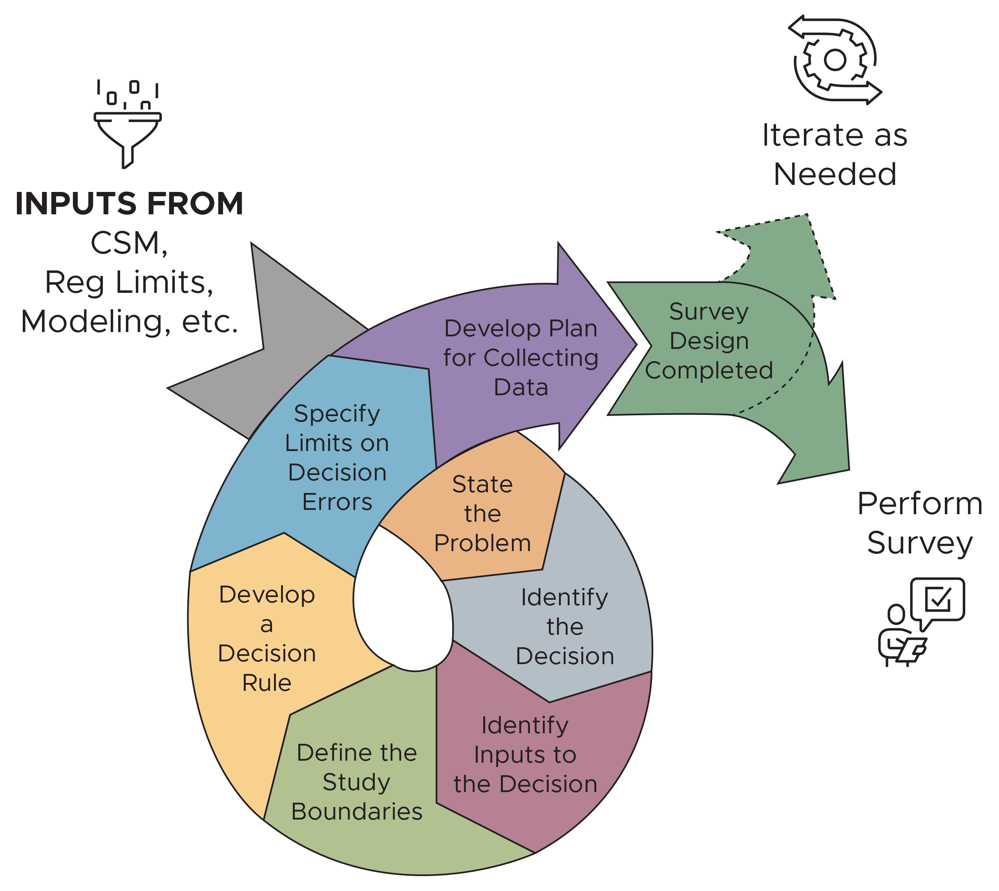 INPUTS FROM
CSM,
Reg Limits,
Modeling, etc.
Iterate as
Needed
Develop Plan
for Collecting
Data
Survey
Design
Completed
Specify
Limits on
Decision
Errors
State
the
Problem
Perform
Survey
Develop
a
Decision
Rule
Identify
the
Decision
Define the
Study
Boundaries
Identify
Inputs to
the Decision